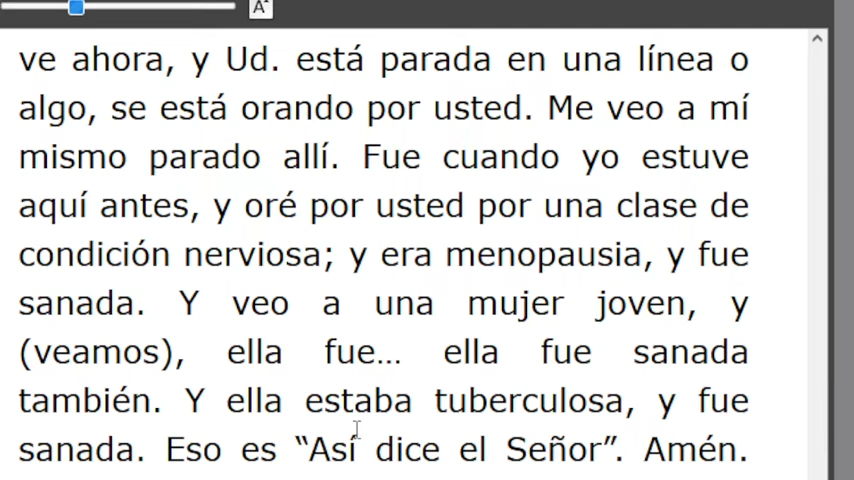 A
ve ahora, y Ud. está parada en una línea o
algo, se está orando por usted. Me veo a mí
mismo parado allí. Fue cuando yo estuve
aquí antes, y oré por usted por una clase de
condición nerviosa; y era menopausia, y fue
sanada. Y veo a una mujer joven, y
(veamos), ella fue… ella fue sanada
también. Y ella estaba tuberculosa, y fue
sanada. Eso es “Así dice el Señor”. Amén.